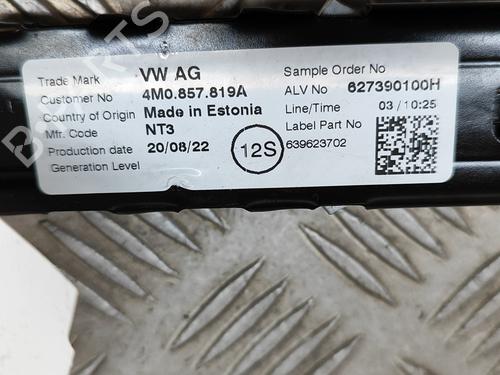 Trade Mark VW AG
Customer No 4M0.857.819A
Country of Origin Made in Estonia
Mfr. Code NT3
Production date 20/08/22
Generation Level
12S
Sample Order No
ALV No 627390100H
Line/Time 03 / 10:25
Label Part No
639623702